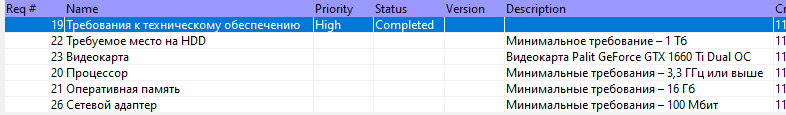 Req # Name Priority Status Version Description
19 Требования к техническому обеспечению High Completed 11
22 Требуемое место на HDD Минимальное требование – 1 Тб 11
23 Видеокарта Видеокарта Palit GeForce GTX 1660 Ti Dual OC 11
20 Процессор Минимальные требования – 3,3 ГГц или выше 11
21 Оперативная память Минимальные требования – 16 Гб 11
26 Сетевой адаптер Минимальные требования – 100 Мбит 11